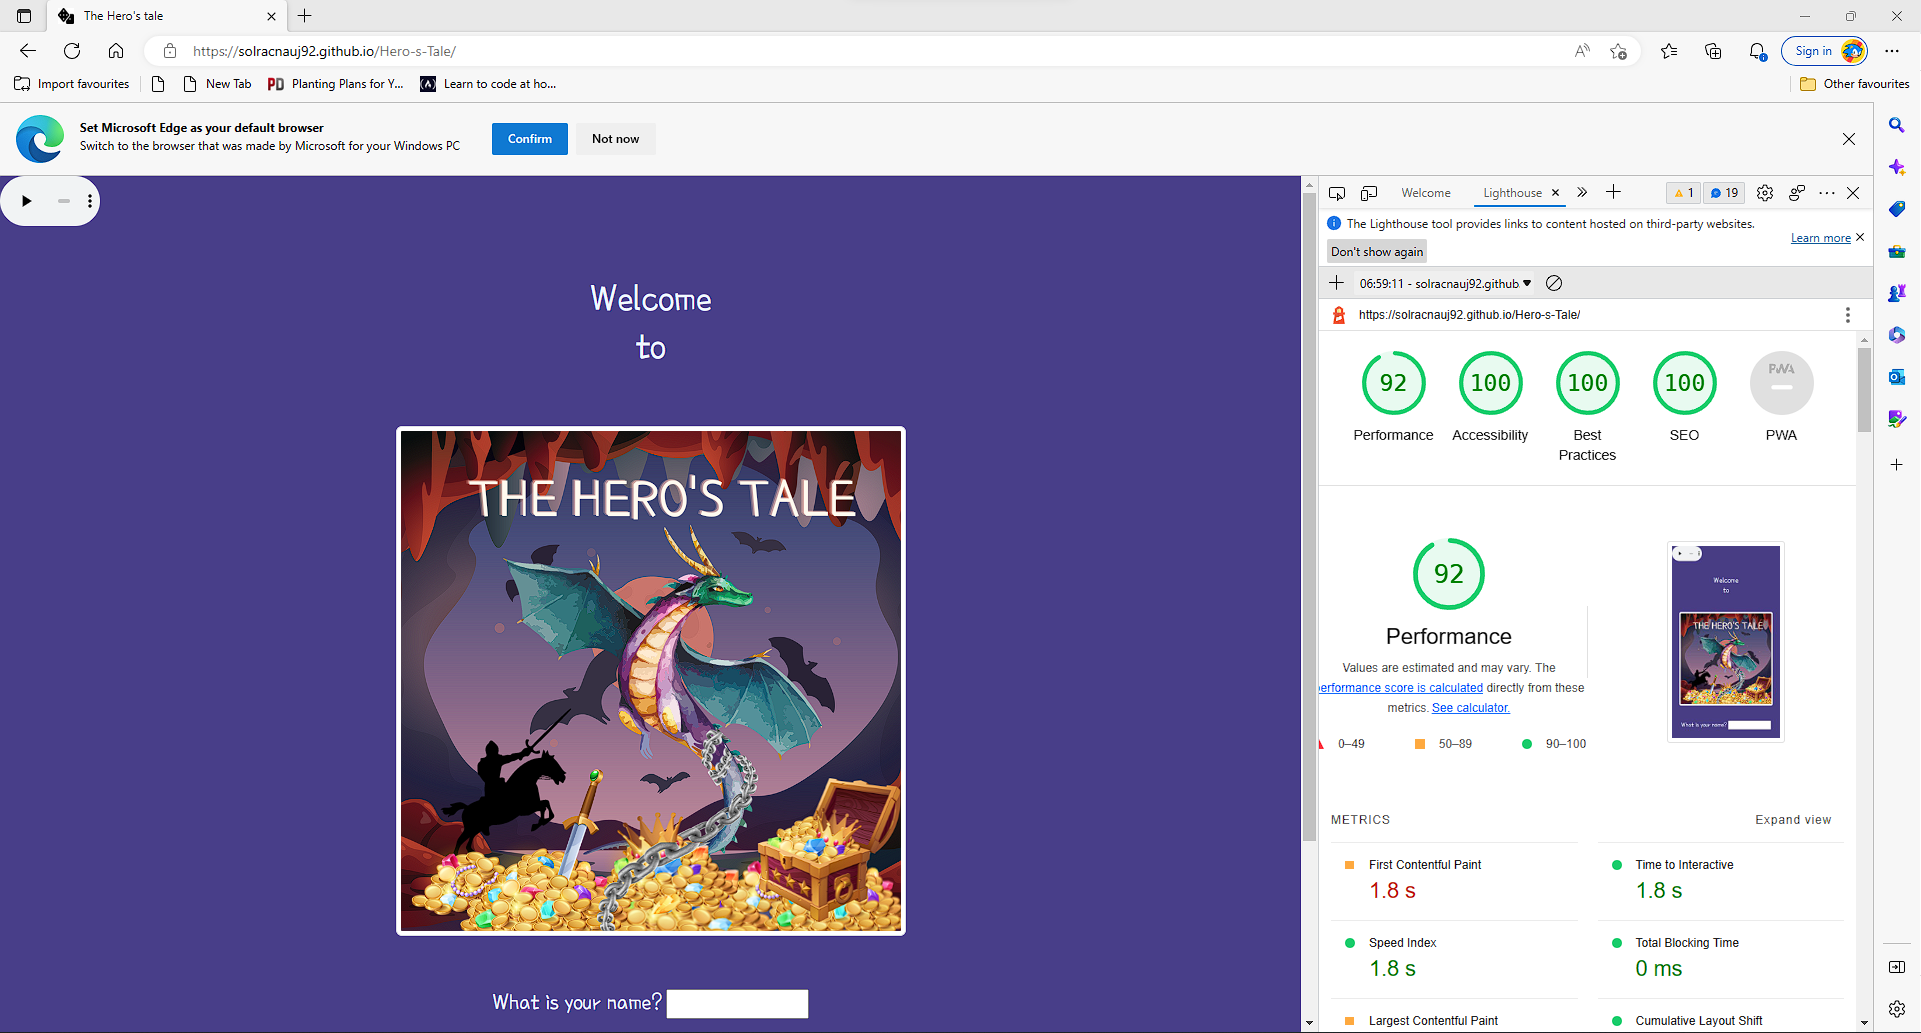 The Hero's tale
https://solracnauj92.github.io/Hero-s-Tale/
Sign in
Import favourites
New Tab
PD Planting Plans for Y...
Learn to code at ho...
Other favourites
Set Microsoft Edge as your default browser
Switch to the browser that was made by Microsoft for your Windows PC
Confirm
Not now
Welcome
to
THE HERO'S TALE
What is your name?
Welcome
Lighthouse
1
19
The Lighthouse tool provides links to content hosted on third-party websites.
Learn more
Don't show again
06:59:11 - solracnauj92.github
https://solracnauj92.github.io/Hero-s-Tale/
92
100
100
100
PWA
Performance
Accessibility
Best
Practices
SEO
PWA
92
Performance
Values are estimated and may vary. The
performance score is calculated directly from these
metrics. See calculator.
0–49
50–89
90–100
Welcome
to
THE HERO'S TALE
What is your name?
METRICS
Expand view
First Contentful Paint
1.8 s
Time to Interactive
1.8 s
Speed Index
1.8 s
Total Blocking Time
0 ms
Largest Contentful Paint
Cumulative Layout Shift